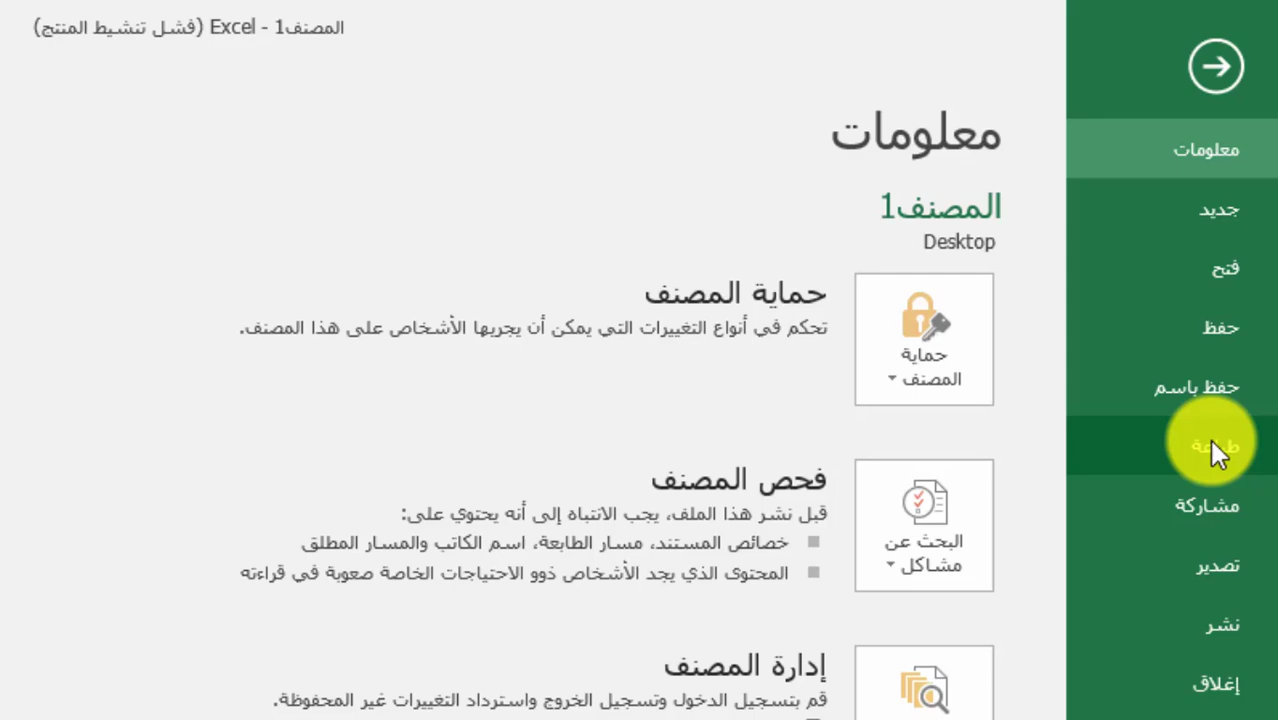 المصنف1 - Excel (فشل تنشيط المنتج)
معلومات
جديد
فتح
حفظ
حفظ باسم
طباعة
مشاركة
تصدير
نشر
إغلاق
معلومات
المصنف1
Desktop
حماية
المصنف
حماية المصنف
تحكم في أنواع التغييرات التي يمكن أن يجريها الأشخاص على هذا المصنف.
البحث عن
مشاكل
فحص المصنف
قبل نشر هذا الملف، يجب الانتباه إلى أنه يحتوي على:
خصائص المستند، مسار الطابعة، اسم الكاتب والمسار المطلق
المحتوى الذي يجد الأشخاص ذوو الاحتياجات الخاصة صعوبة في قراءته
إدارة المصنف
قم بتسجيل الدخول وتسجيل الخروج واسترداد التغييرات غير المحفوظة.